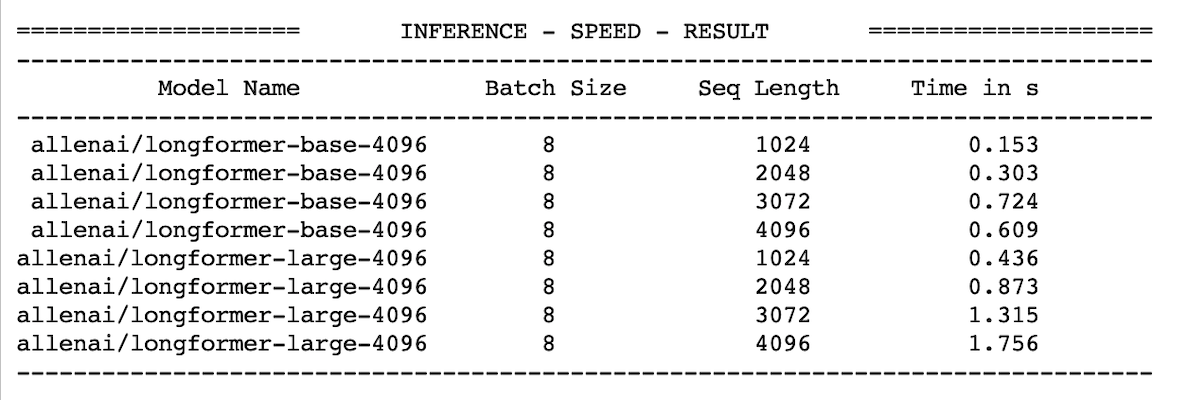 ====================       INFERENCE - SPEED - RESULT       ====================
--------------------------------------------------------------------------------
          Model Name             Batch Size     Seq Length     Time in s
--------------------------------------------------------------------------------
 allenai/longformer-base-4096        8              1024           0.153
 allenai/longformer-base-4096        8              2048           0.303
 allenai/longformer-base-4096        8              3072           0.724
 allenai/longformer-base-4096        8              4096           0.609
allenai/longformer-large-4096        8              1024           0.436
allenai/longformer-large-4096        8              2048           0.873
allenai/longformer-large-4096        8              3072           1.315
allenai/longformer-large-4096        8              4096           1.756
--------------------------------------------------------------------------------